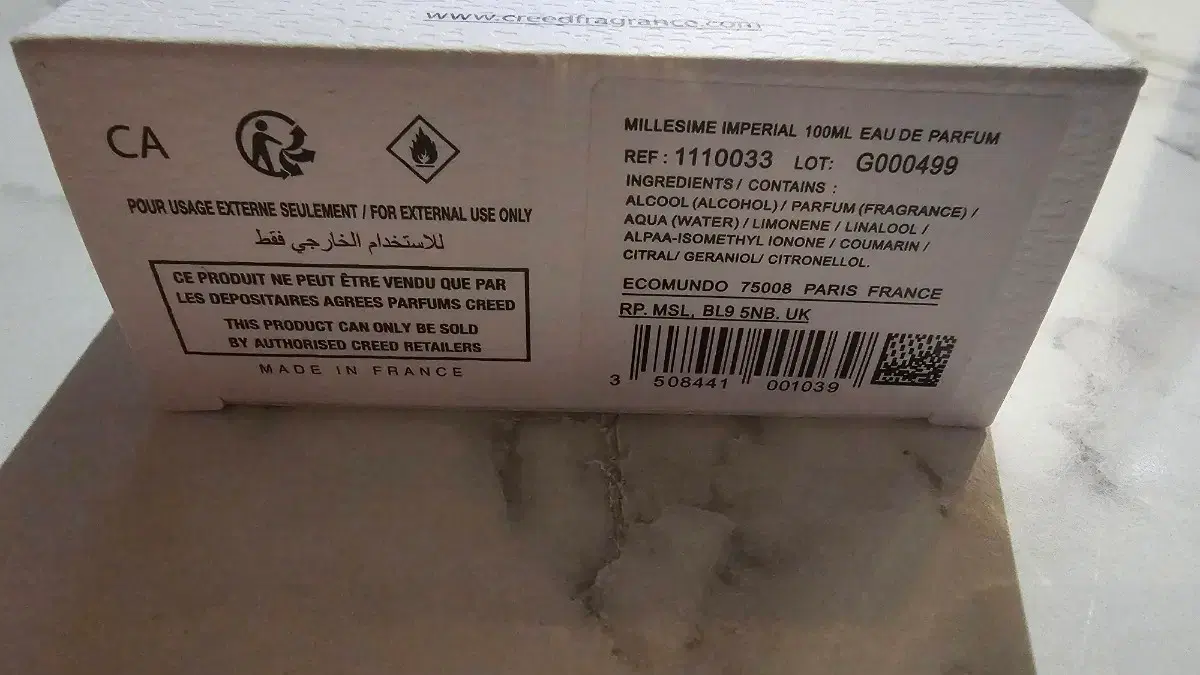 www.creedfragrance.com
CA
POUR USAGE EXTERNE SEULEMENT / FOR EXTERNAL USE ONLY
للاستخدام الخارجي فقط
CE PRODUIT NE PEUT ÊTRE VENDU QUE PAR
LES DEPOSITAIRES AGREES PARFUMS CREED
THIS PRODUCT CAN ONLY BE SOLD
BY AUTHORISED CREED RETAILERS
MADE IN FRANCE
MILLESIME IMPERIAL 100ML EAU DE PARFUM
REF : 1110033 LOT: G000499
INGREDIENTS / CONTAINS :
ALCOOL (ALCOHOL) / PARFUM (FRAGRANCE) /
AQUA (WATER) / LIMONENE / LINALOOL /
ALPAA-ISOMETHYL IONONE / COUMARIN /
CITRAL/ GERANIOL/ CITRONELLOL.
ECOMUNDO 75008 PARIS FRANCE
RP. MSL, BL9 5NB. UK
3 508441 001039